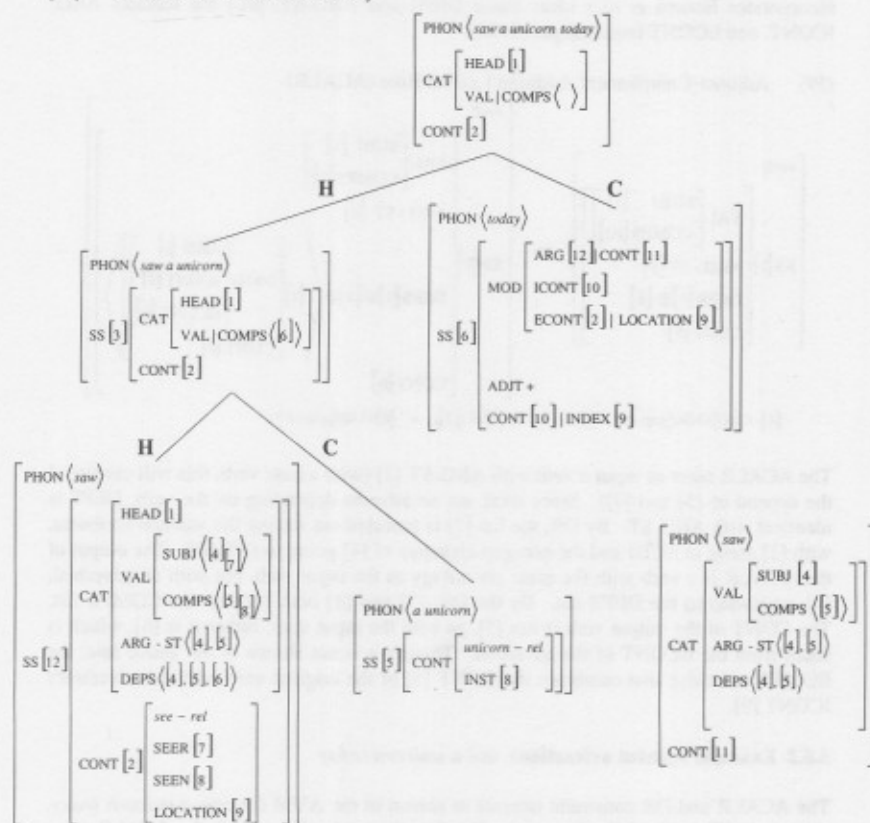 PHON ⟨saw a unicorn today⟩
CAT
HEAD [1]
VAL | COMPS ⟨ ⟩
CONT [2]
H
C
PHON ⟨saw a unicorn⟩
SS [3]
CAT
HEAD [1]
VAL | COMPS ⟨[6]⟩
CONT [2]
PHON ⟨today⟩
SS [6]
MOD
ARG [12] | CONT [11]
ICONT [10]
ECONT [2] | LOCATION [9]
ADJT +
CONT [10] | INDEX [9]
H
C
PHON ⟨saw⟩
SS [12]
CAT
HEAD [1]
VAL
SUBJ ⟨[4] [7]⟩
COMPS ⟨[5] [8]⟩
ARG - ST ⟨[4], [5]⟩
DEPS ⟨[4], [5], [6]⟩
CONT [2]
see – rel
SEER [7]
SEEN [8]
LOCATION [9]
PHON ⟨a unicorn⟩
SS [5]
CONT
unicorn – rel
INST [8]
PHON ⟨saw⟩
CAT
VAL
SUBJ [4]
COMPS ⟨[5]⟩
ARG - ST ⟨[4], [5]⟩
DEPS ⟨[4], [5]⟩
CONT [11]